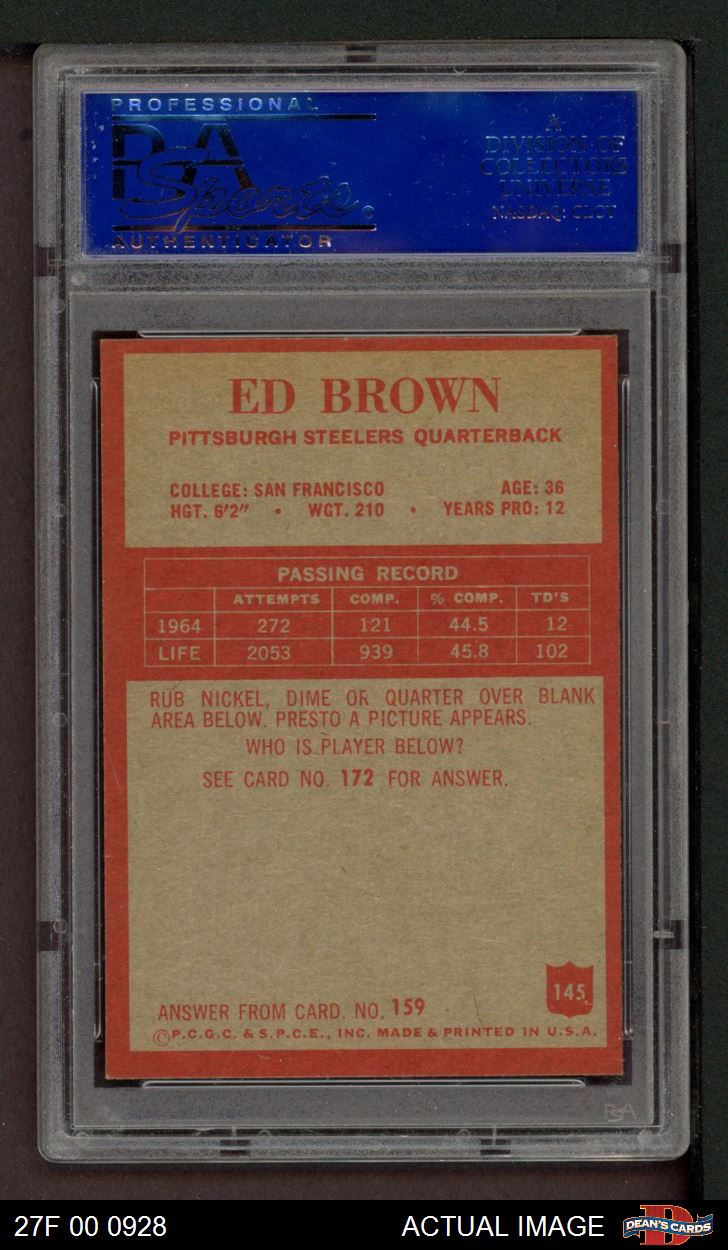 PROFESSIONAL
PSA
Sports
AUTHENTICATOR
A
DIVISION OF
COLLECTORS
UNIVERSE
NASDAQ: CLCT
ED BROWN
PITTSBURGH STEELERS QUARTERBACK
COLLEGE: SAN FRANCISCO AGE: 36
HGT. 6'2" • WGT. 210 • YEARS PRO: 12
PASSING RECORD
ATTEMPTS COMP. % COMP. TD'S
1964 272 121 44.5 12
LIFE 2053 939 45.8 102
RUB NICKEL, DIME OR QUARTER OVER BLANK
AREA BELOW. PRESTO A PICTURE APPEARS.
WHO IS PLAYER BELOW?
SEE CARD NO. 172 FOR ANSWER.
145
ANSWER FROM CARD. NO. 159
©P.C.G.C. & S.P.C.E., INC. MADE & PRINTED IN U.S.A.
PSA
27F 00 0928 ACTUAL IMAGE D DEAN'S CARDS